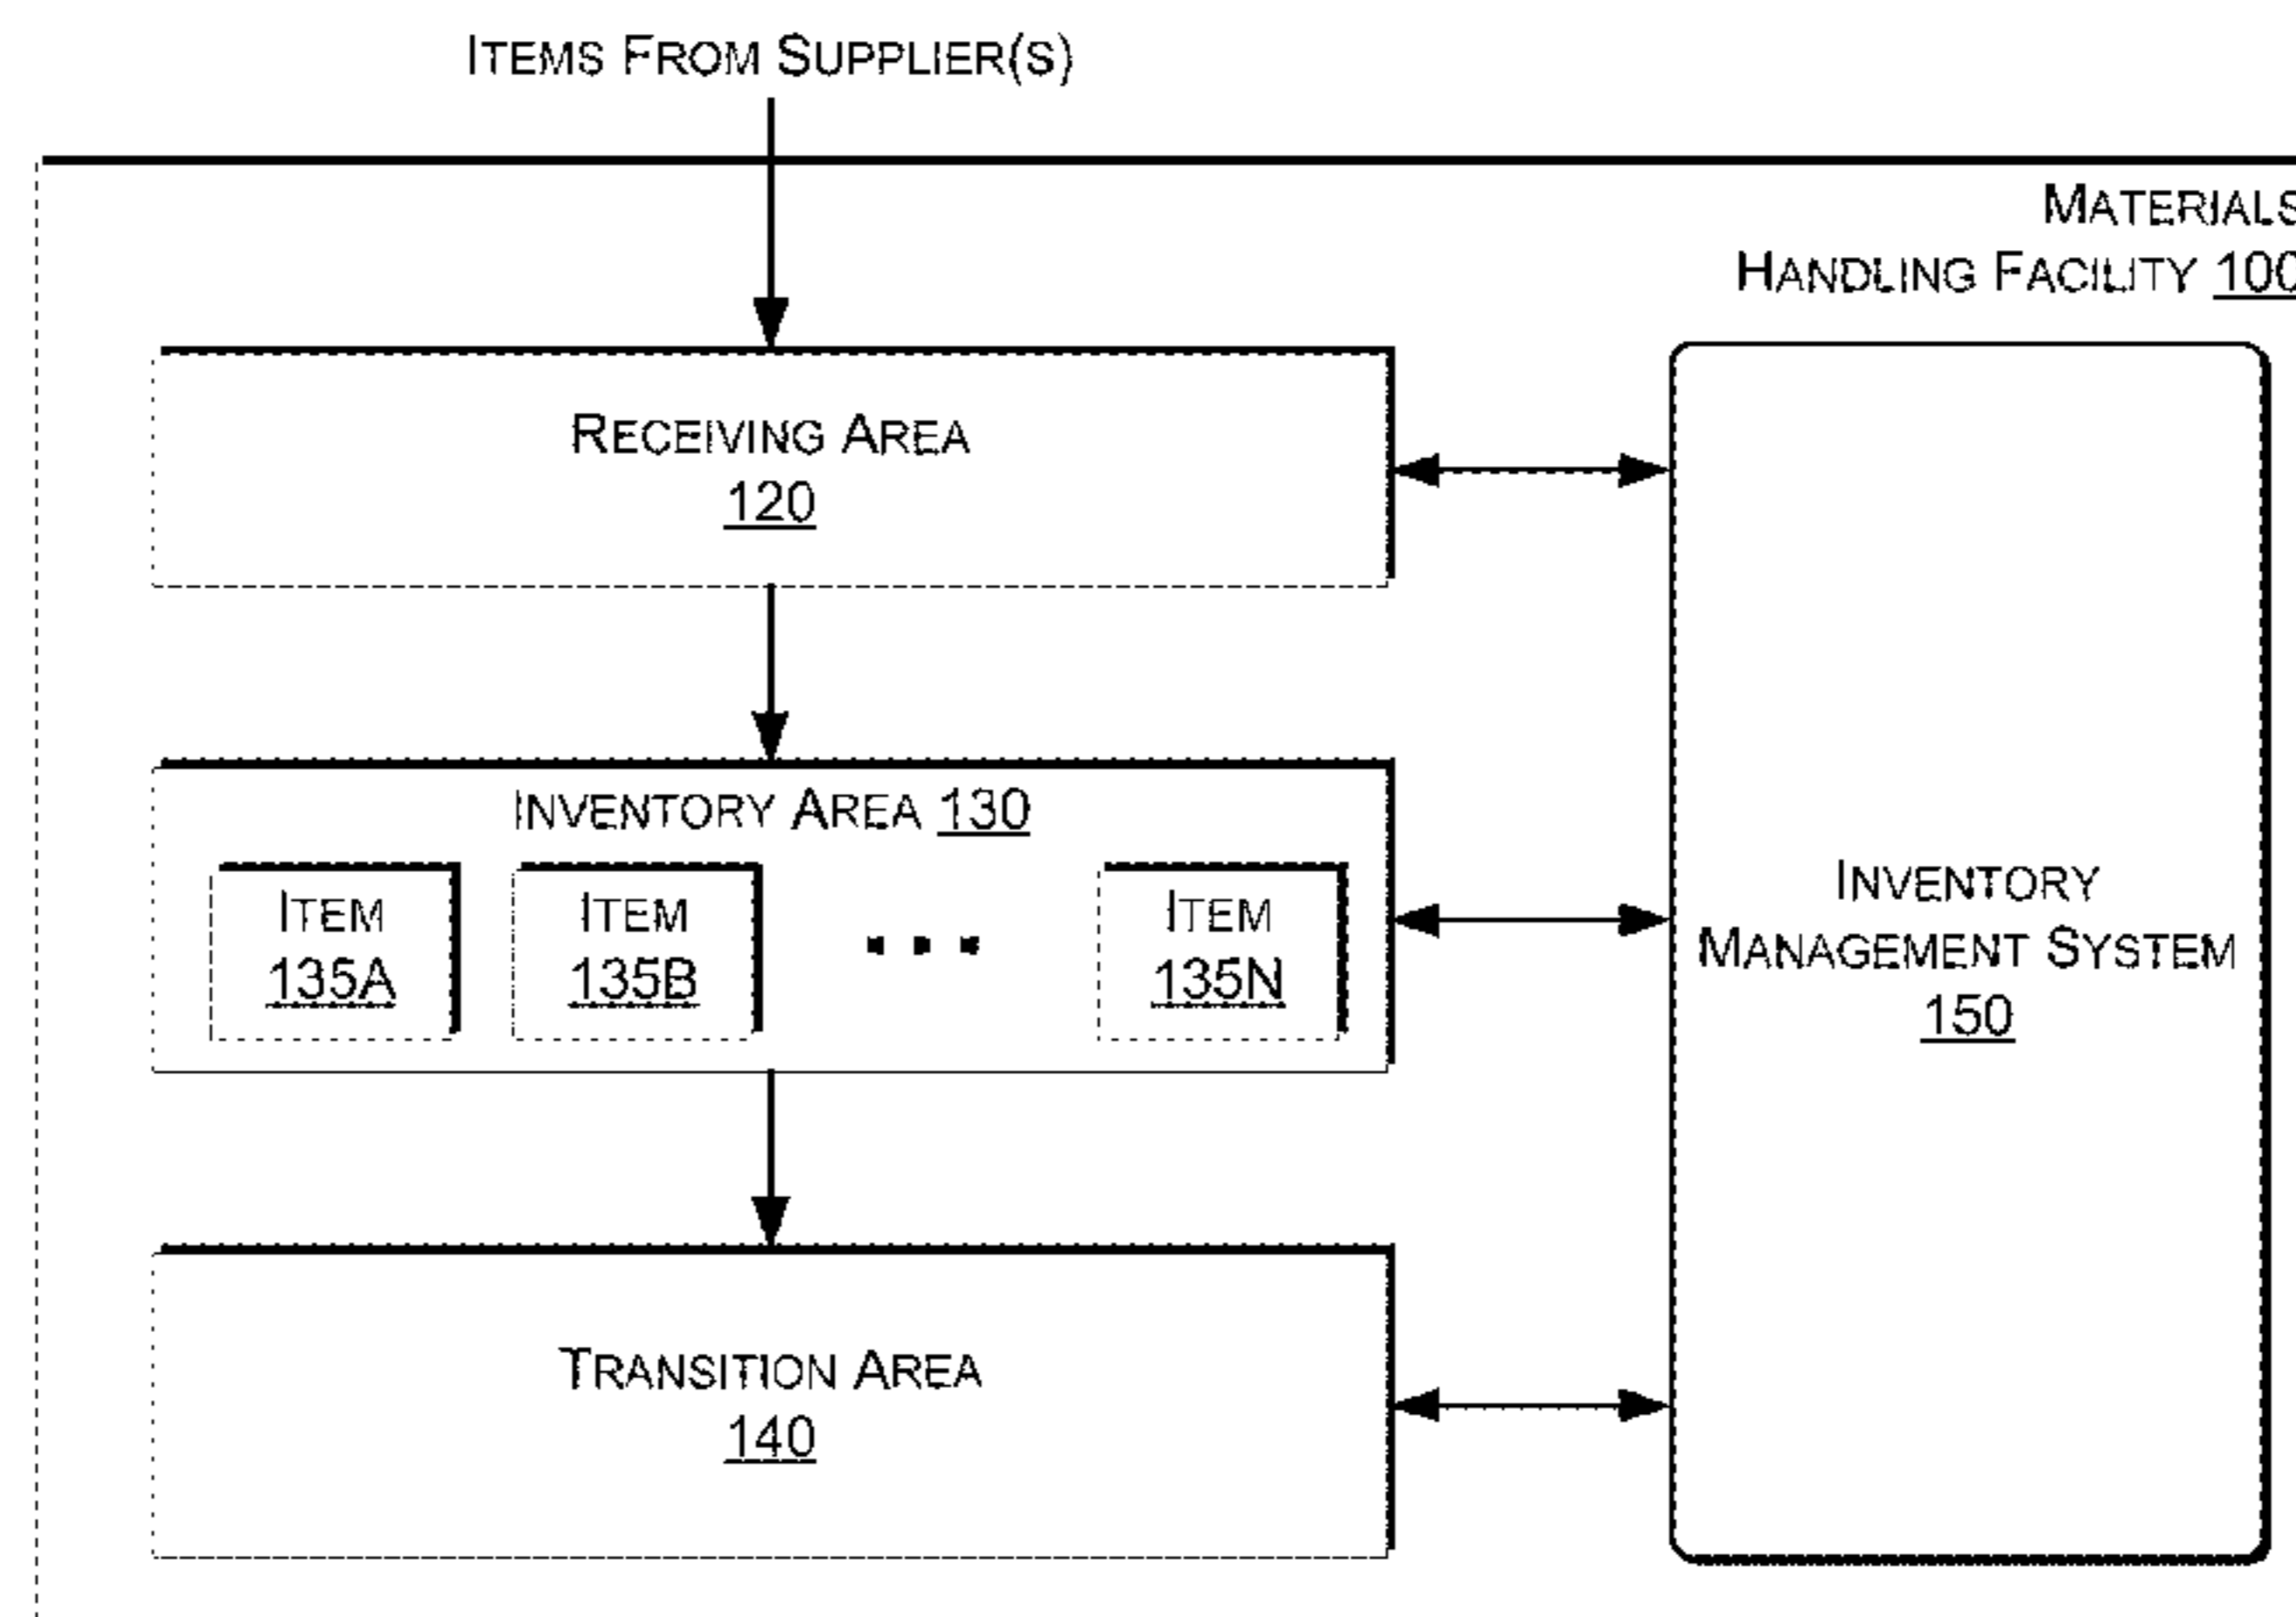 ITEMS FROM SUPPLIER(S)
MATERIALS
HANDLING FACILITY 100
RECEIVING AREA
120
INVENTORY AREA 130
ITEM
135A
ITEM
135B
ITEM
135N
INVENTORY
MANAGEMENT SYSTEM
150
TRANSITION AREA
140